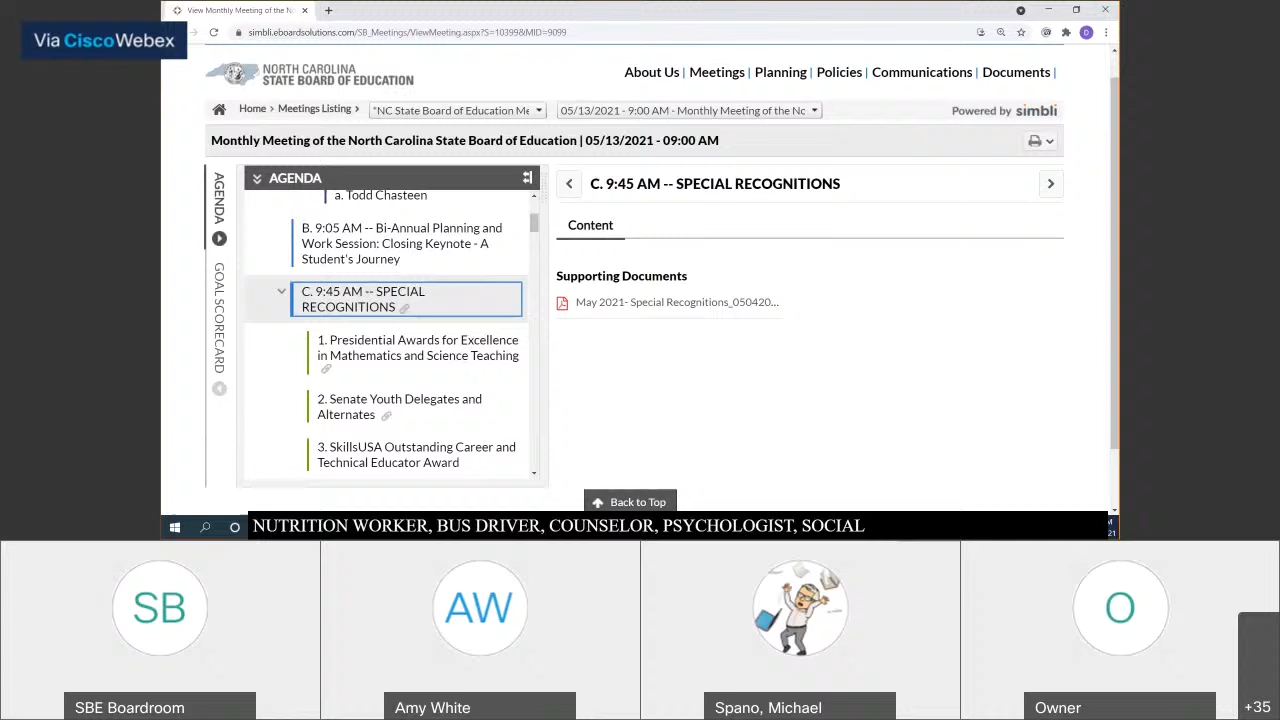 View Monthly Meeting of the No
Via Cisco Webex
simbli.eboardsolutions.com/SB_Meetings/ViewMeeting.aspx?S=10399&MID=9099
D
NORTH CAROLINA
STATE BOARD OF EDUCATION
About Us | Meetings | Planning | Policies | Communications | Documents |
Home > Meetings Listing >
"NC State Board of Education Me
05/13/2021 - 9:00 AM - Monthly Meeting of the Nc
Powered by simbli
Monthly Meeting of the North Carolina State Board of Education | 05/13/2021 - 09:00 AM
AGENDA
GOAL SCORECARD
AGENDA
a. Todd Chasteen
B. 9:05 AM -- Bi-Annual Planning and
Work Session: Closing Keynote - A
Student's Journey
C. 9:45 AM -- SPECIAL
RECOGNITIONS
1. Presidential Awards for Excellence
in Mathematics and Science Teaching
2. Senate Youth Delegates and
Alternates
3. SkillsUSA Outstanding Career and
Technical Educator Award
C. 9:45 AM -- SPECIAL RECOGNITIONS
Content
Supporting Documents
May 2021- Special Recognitions_050420...
Back to Top
NUTRITION WORKER, BUS DRIVER, COUNSELOR, PSYCHOLOGIST, SOCIAL
SB
AW
O
SBE Boardroom
Amy White
Spano, Michael
Owner
+35